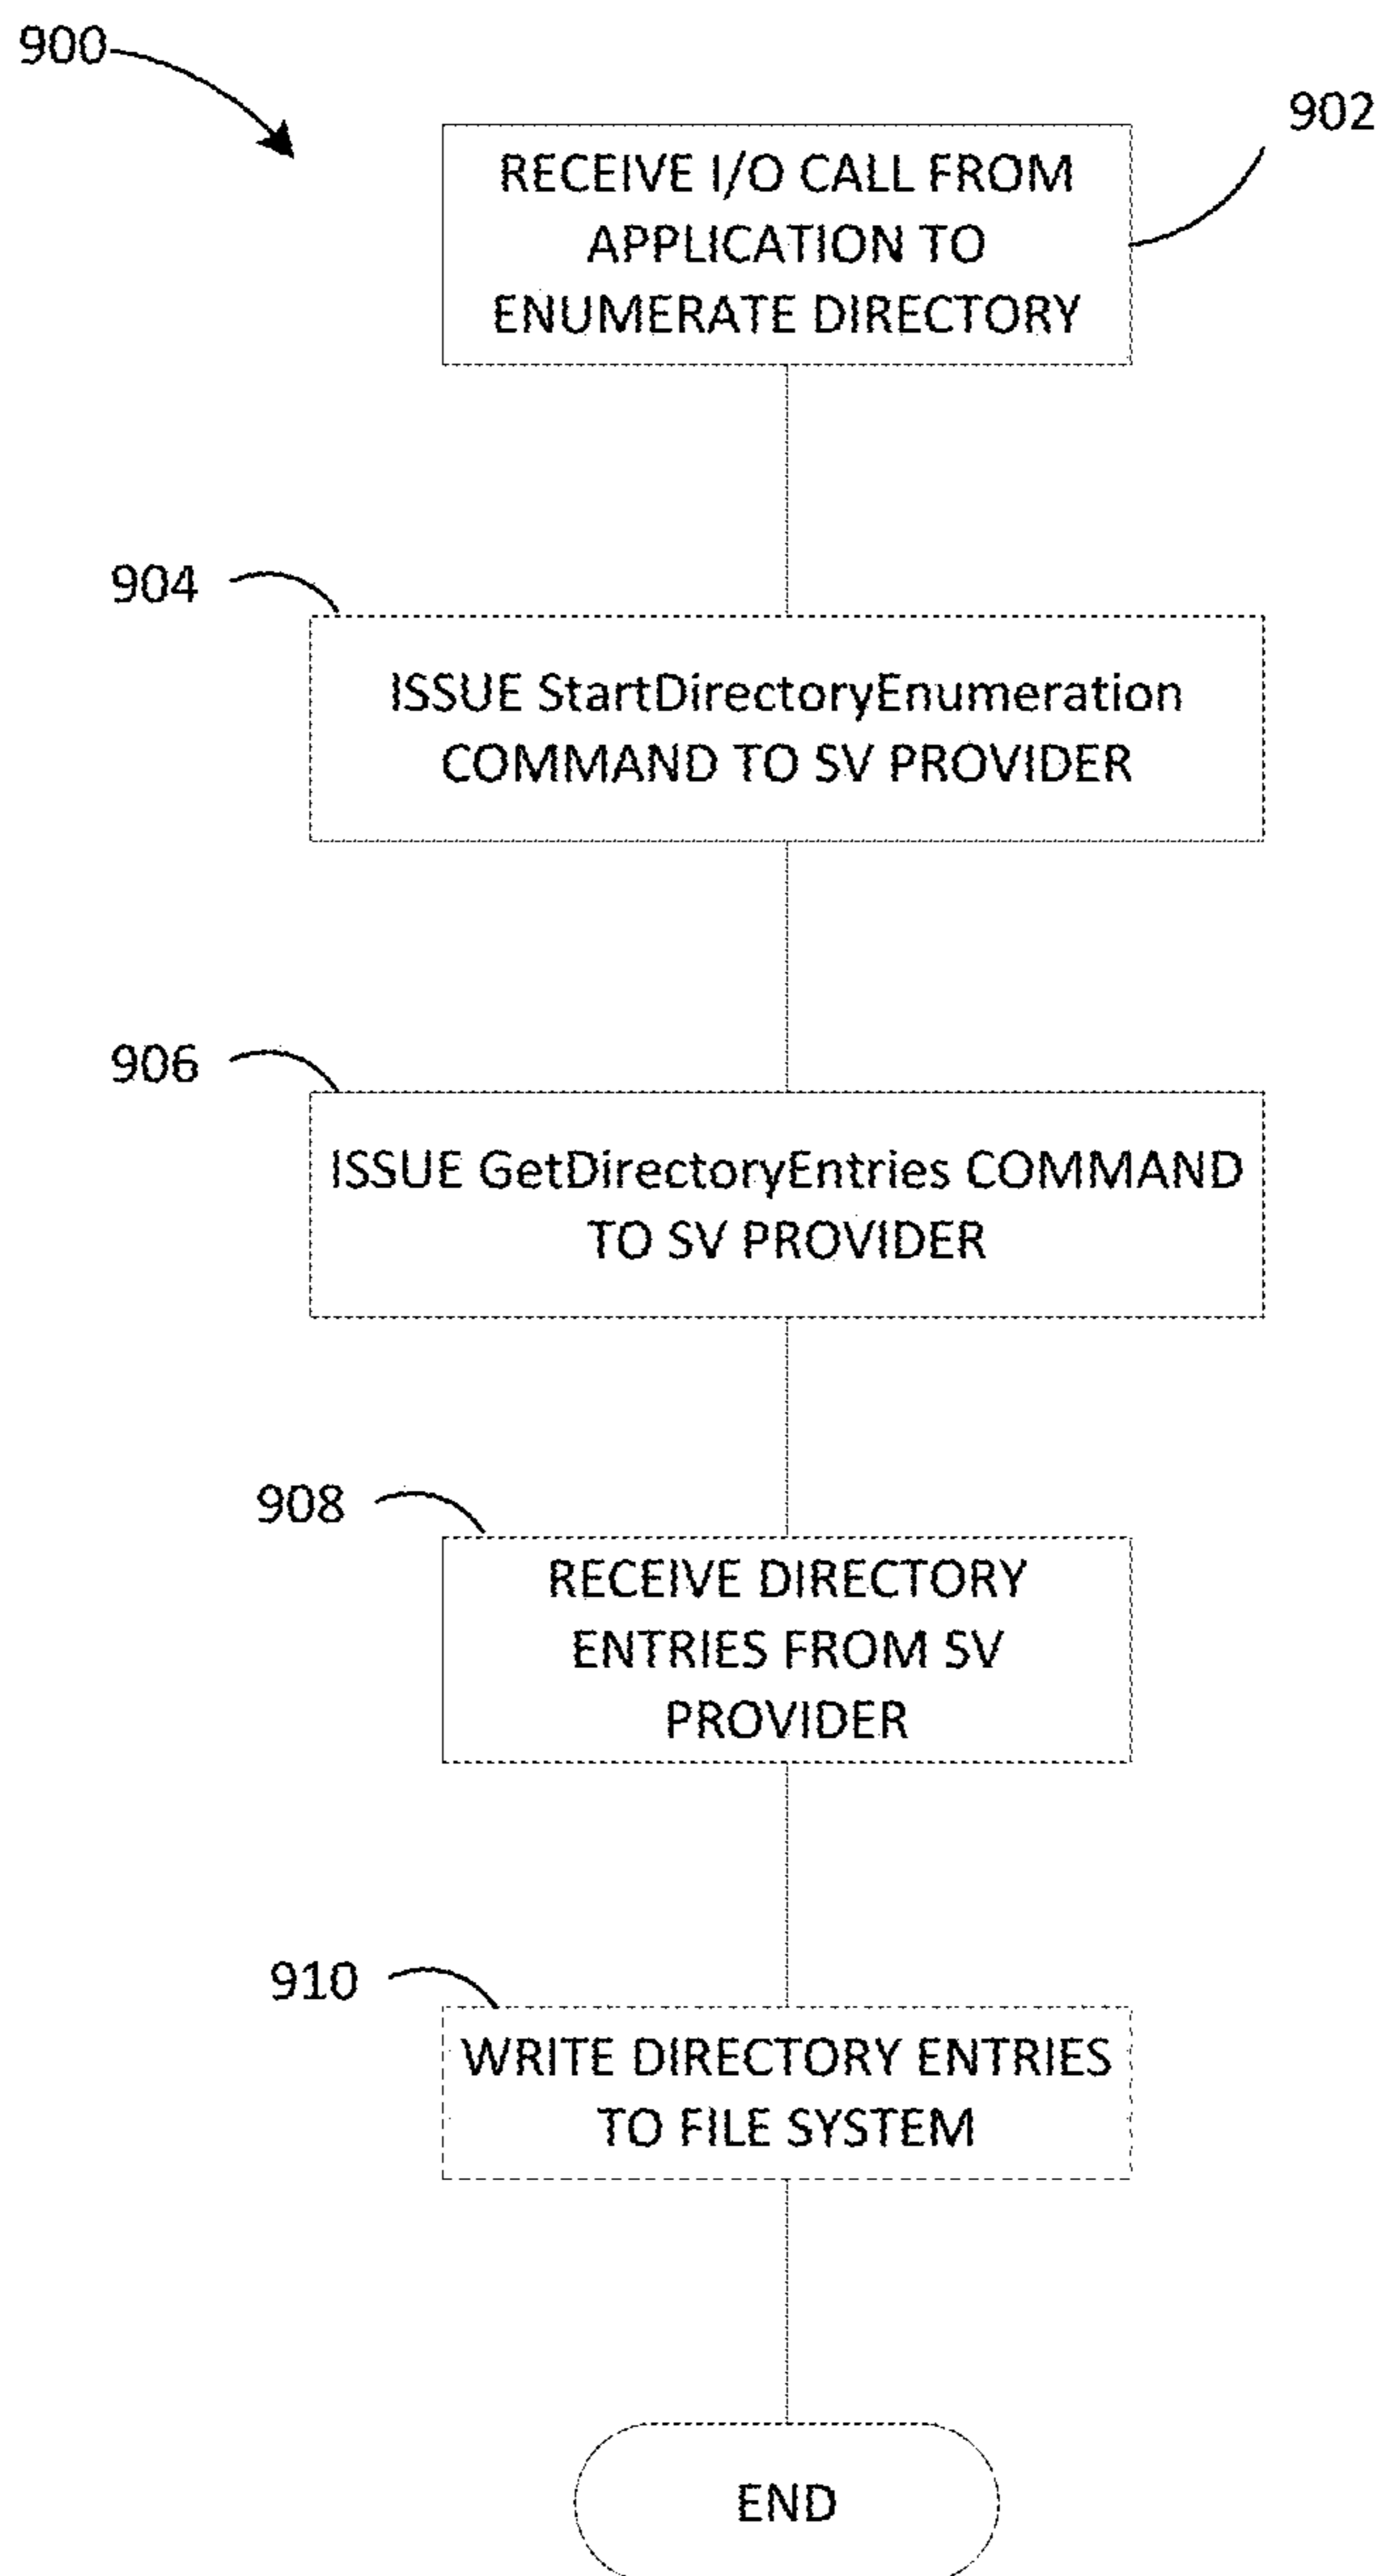 900
902
RECEIVE I/O CALL FROM
APPLICATION TO
ENUMERATE DIRECTORY
904
ISSUE StartDirectoryEnumeration
COMMAND TO SV PROVIDER
906
ISSUE GetDirectoryEntries COMMAND
TO SV PROVIDER
908
RECEIVE DIRECTORY
ENTRIES FROM SV
PROVIDER
910
WRITE DIRECTORY ENTRIES
TO FILE SYSTEM
END